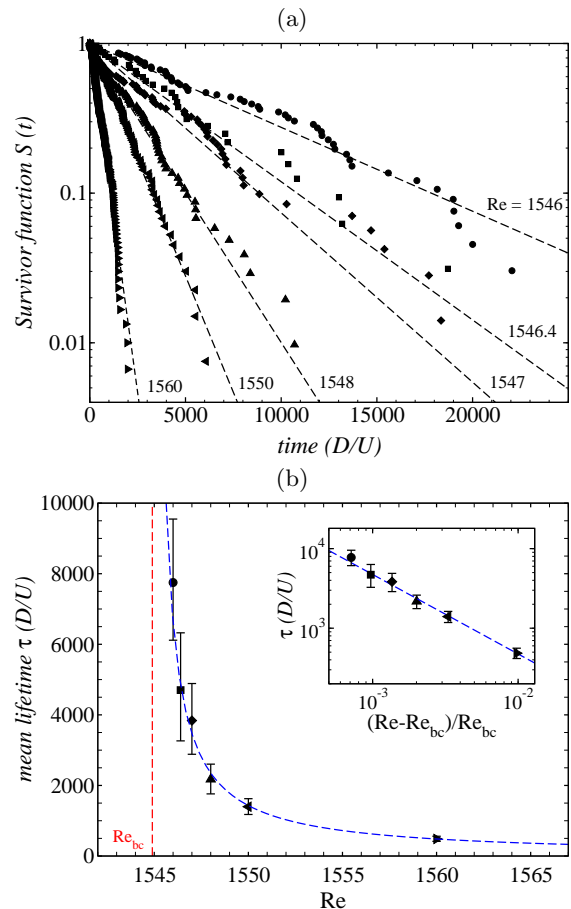 (a)
1
0.1
0.01
Survivor function S (t)
Re = 1546
1546.4
1547
1548
1550
1560
0 5000 10000 15000 20000
time (D/U)
(b)
10000
8000
6000
4000
2000
0
mean lifetime τ (D/U)
Re_bc
10^4
10^3
τ (D/U)
10^-3 10^-2
(Re-Re_bc)/Re_bc
1545 1550 1555 1560 1565
Re